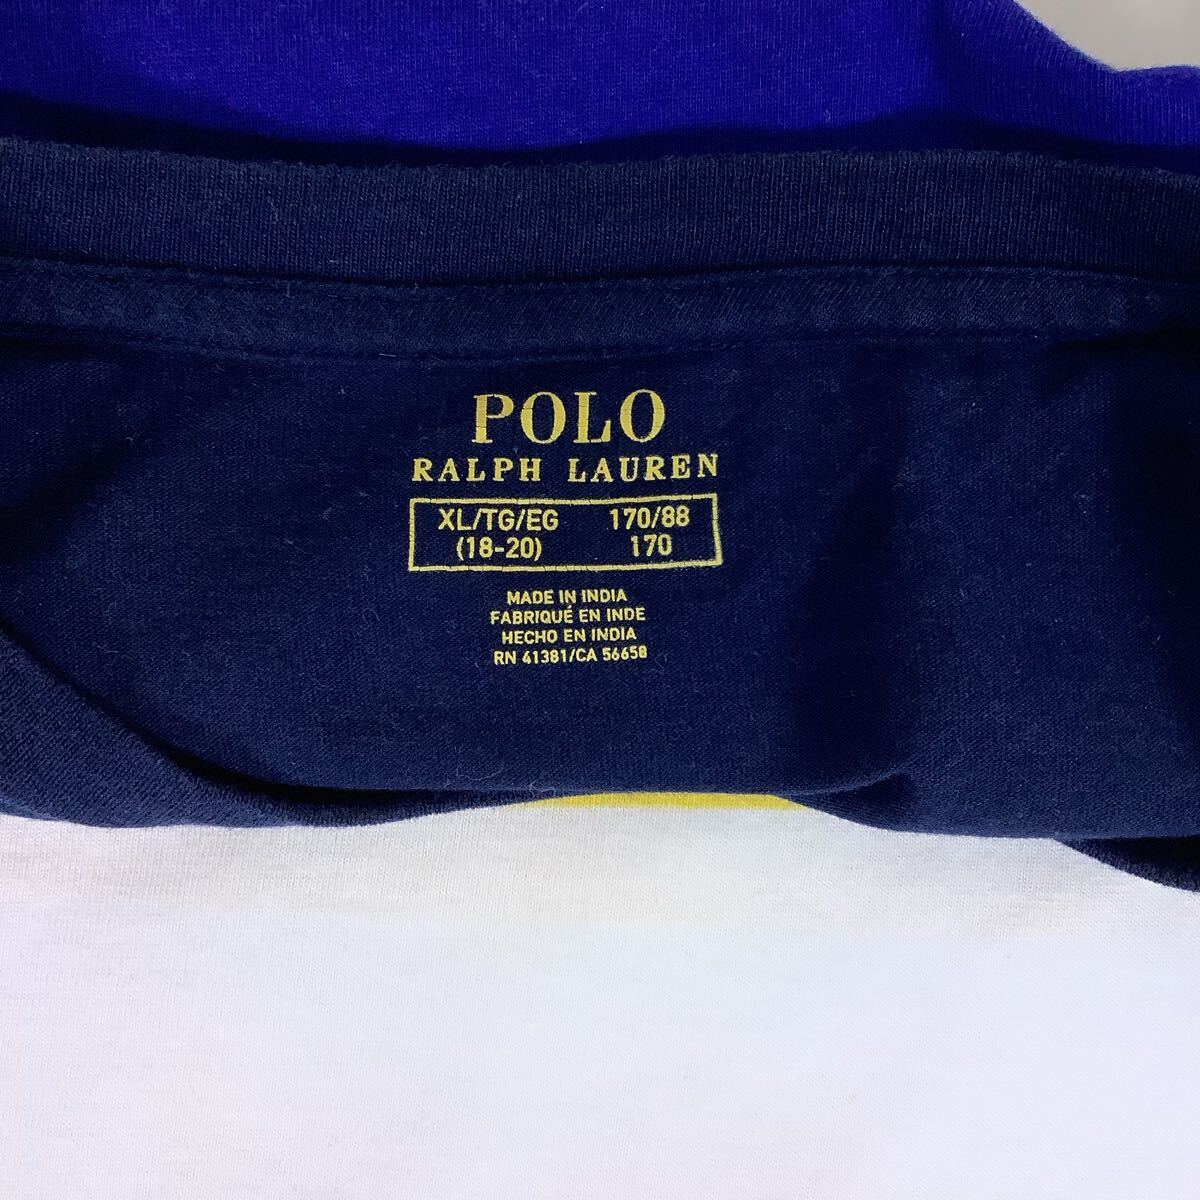 POLO
RALPH LAUREN
XL/TG/EG 170/88
(18-20) 170
MADE IN INDIA
FABRIQUÉ EN INDE
HECHO EN INDIA
RN 41381/CA 56658